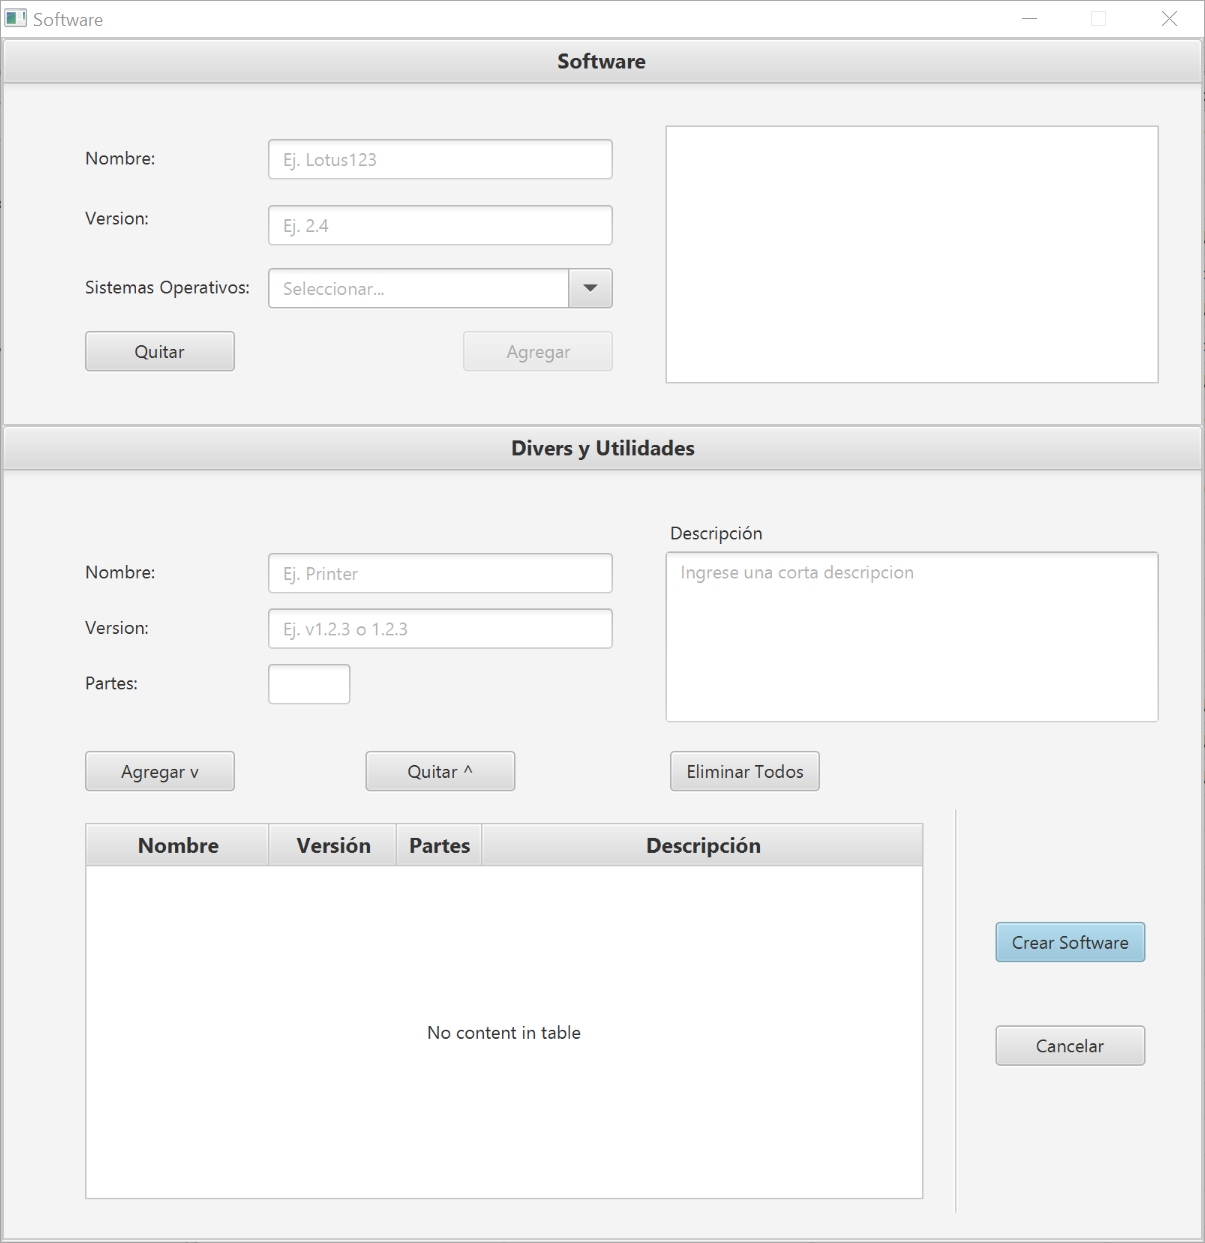 Software
Software
Nombre:
Ej. Lotus123
Version:
Ej. 2.4
Sistemas Operativos:
Seleccionar...
Quitar
Agregar
Divers y Utilidades
Descripción
Nombre:
Ej. Printer
Ingrese una corta descripcion
Version:
Ej. v1.2.3 o 1.2.3
Partes:
Agregar v
Quitar ^
Eliminar Todos
Nombre
Versión
Partes
Descripción
No content in table
Crear Software
Cancelar